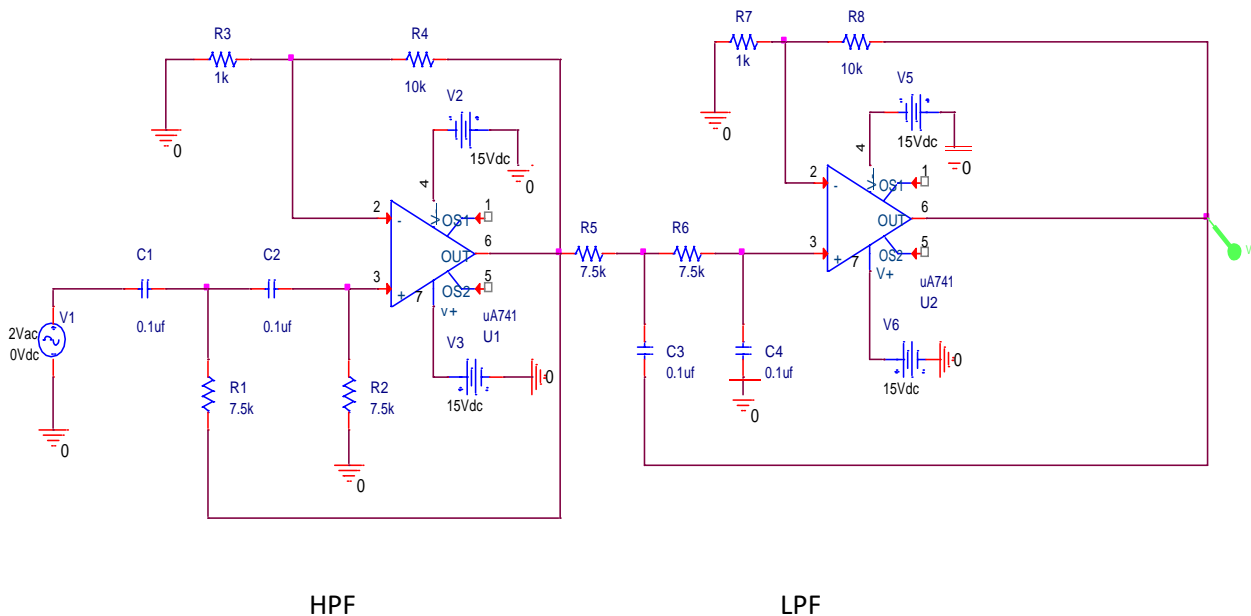 R3
1k
R4
10k
0
V2
15Vdc
0
4
V-
OS1
1
2
-
OUT
6
3
+
7
OS2
5
V+
uA741
U1
V3
15Vdc
0
C1
0.1uf
C2
0.1uf
V1
2Vac
0Vdc
0
R1
7.5k
R2
7.5k
0
R7
1k
R8
10k
0
V5
15Vdc
0
4
V-
OS1
1
2
-
OUT
6
3
+
7
OS2
5
V+
uA741
U2
V6
15Vdc
0
R5
7.5k
R6
7.5k
C3
0.1uf
C4
0.1uf
0
V
HPF
LPF